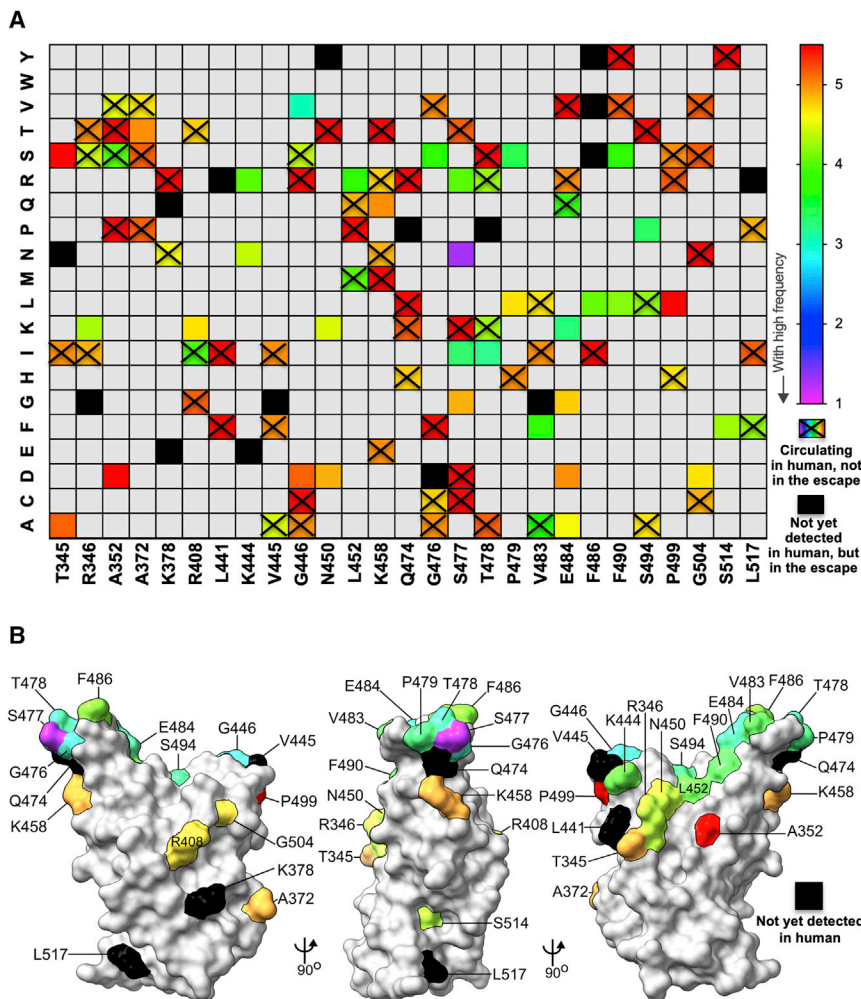 A
Y
W
V
T
S
R
Q
P
N
M
L
K
I
H
G
F
E
D
C
A
T345 R346 A352 A372 K378 R408 L441 K444 V445 G446 N450 L452 K458 Q474 G476 S477 T478 P479 V483 E484 F486 F490 S494 P499 G504 S514 L517
5
4
3
2
1
With high frequency
Circulating
in human, not
in the escape
Not yet
detected
in human, but
in the escape
B
T478
F486
S477
E484
S494
G446
V445
G476
Q474
K458
P499
R408
G504
K378
A372
L517
90o
E484
P479
T478
F486
V483
S477
G476
F490
Q474
N450
K458
R346
R408
T345
S514
L517
90o
V483
F486
E484
T478
R346
N450
F490
G446
K444
V445
S494
P479
Q474
L452
K458
P499
L441
A352
T345
A372
Not yet detected
in human